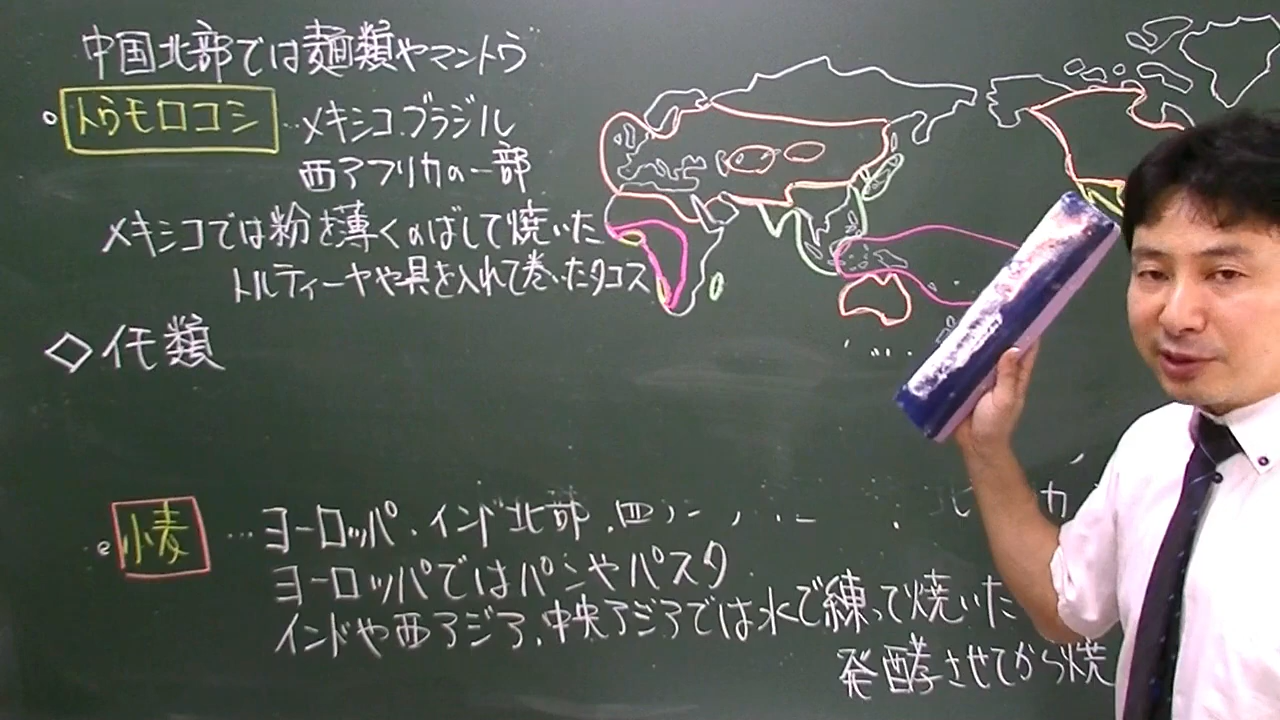 中国北部では麺類やマントウ
トウモロコシ…メキシコ、ブラジル
西アフリカの一部
メキシコでは粉を薄くのばして焼いた
トルティーヤや具を入れて巻いたタコス
◇イモ類
小麦…ヨーロッパ、インド北部、
ヨーロッパではパンやパスタ
インドや西アジア、中央アジアでは水で練って焼いた
発酵させてから焼